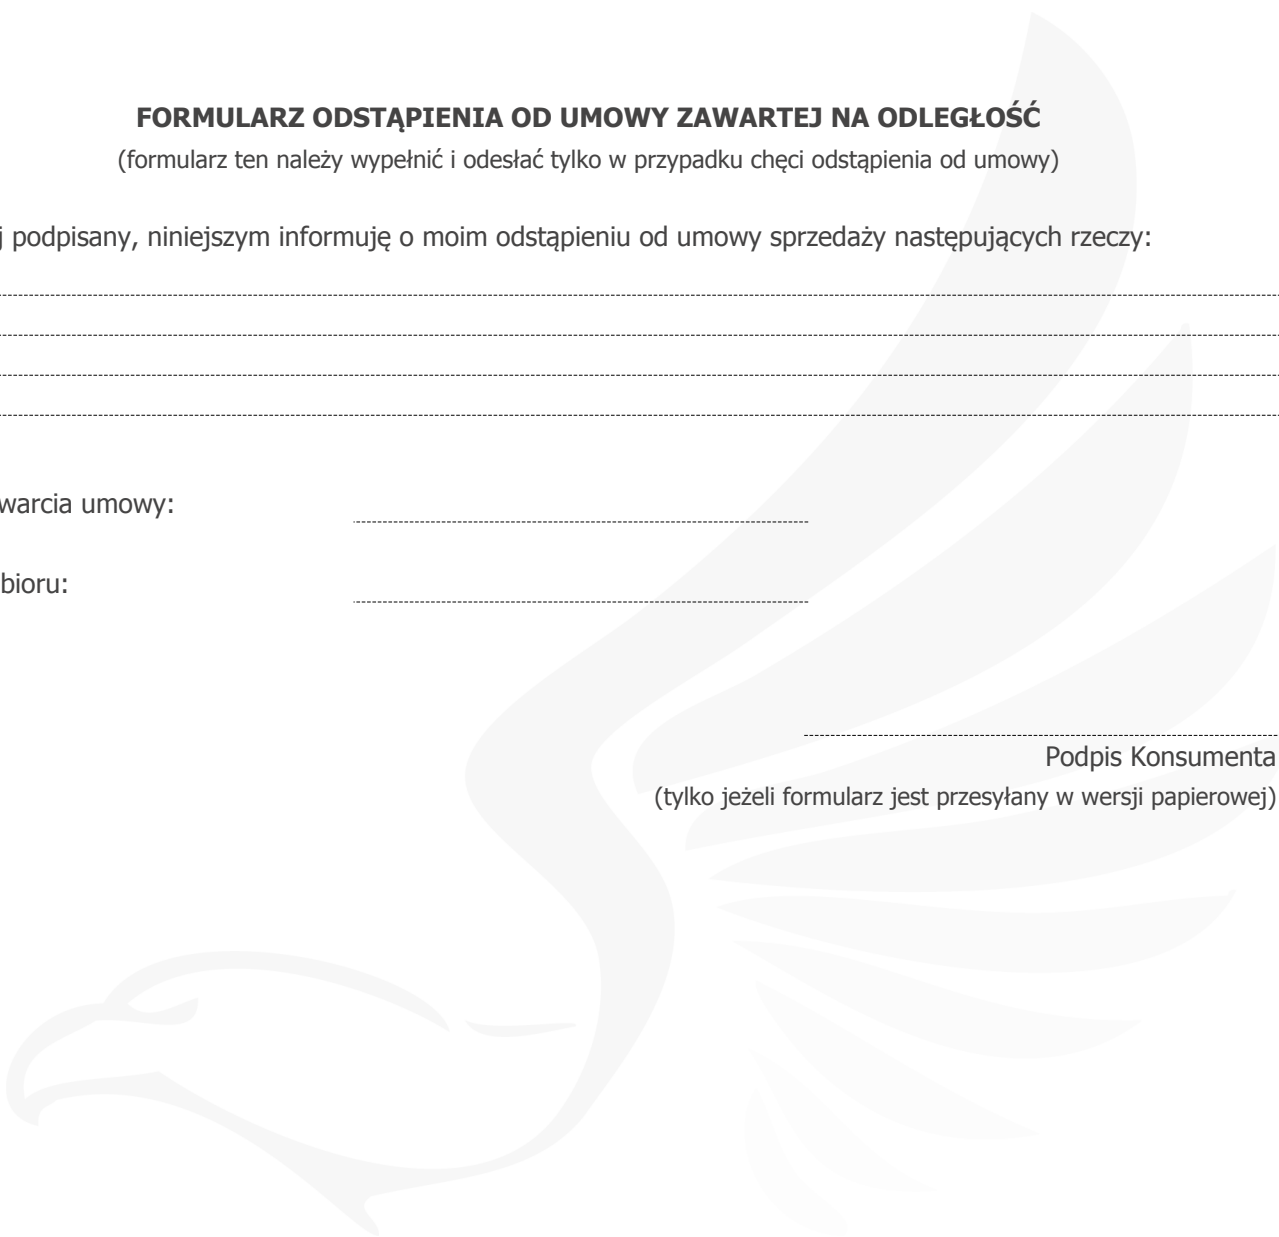 FORMULARZ ODSTĄPIENIA OD UMOWY ZAWARTEJ NA ODLEGŁOŚĆ
(formularz ten należy wypełnić i odesłać tylko w przypadku chęci odstąpienia od umowy)
j podpisany, niniejszym informuję o moim odstąpieniu od umowy sprzedaży następujących rzeczy:
warcia umowy:
bioru:
Podpis Konsumenta
(tylko jeżeli formularz jest przesyłany w wersji papierowej)